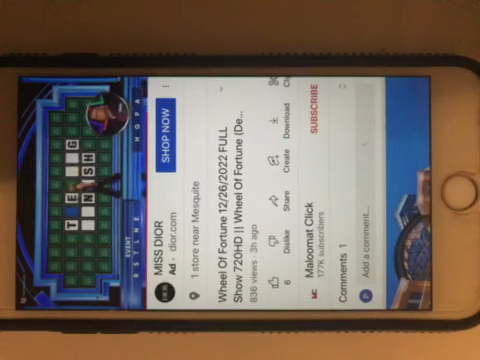 T E G
I N I S H
EVENT
R S T L N E H G P A
MISS DIOR
Ad · dior.com
SHOP NOW
1 store near Mesquite
Wheel Of Fortune 12/26/2022 FULL
Show 720HD || Wheel Of Fortune (De...
836 views · 3h ago
6
Dislike
Share
Create
Download
Maloomat Click
177K subscribers
SUBSCRIBE
Comments 1
P
Add a comment...